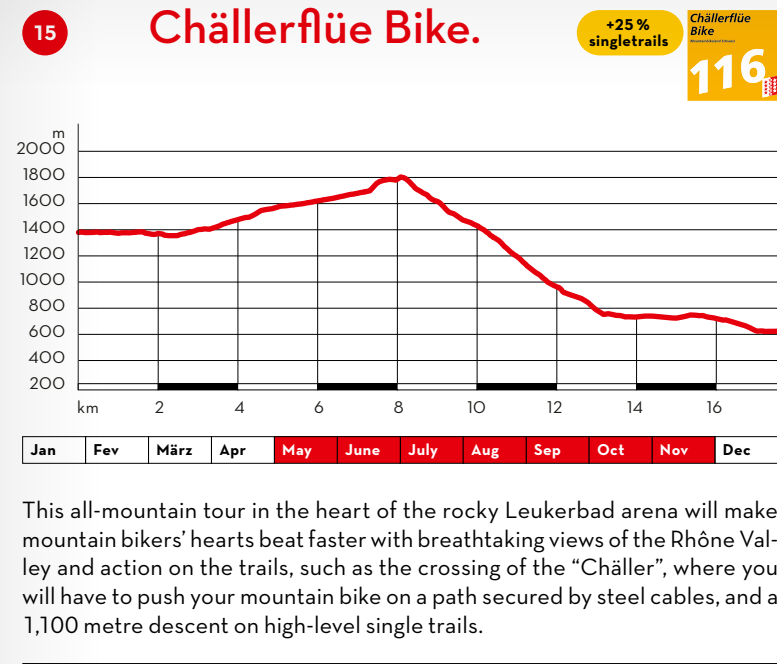 15
Chällerflüe Bike.
+25 %
singletrails
Chällerflüe
Bike
116
m
2000
1800
1600
1400
1200
1000
800
600
400
200
km 2 4 6 8 10 12 14 16
Jan Fev März Apr May June July Aug Sep Oct Nov Dec
This all-mountain tour in the heart of the rocky Leukerbad arena will make
mountain bikers’ hearts beat faster with breathtaking views of the Rhône Val-
ley and action on the trails, such as the crossing of the “Chäller”, where you
will have to push your mountain bike on a path secured by steel cables, and a
1,100 metre descent on high-level single trails.